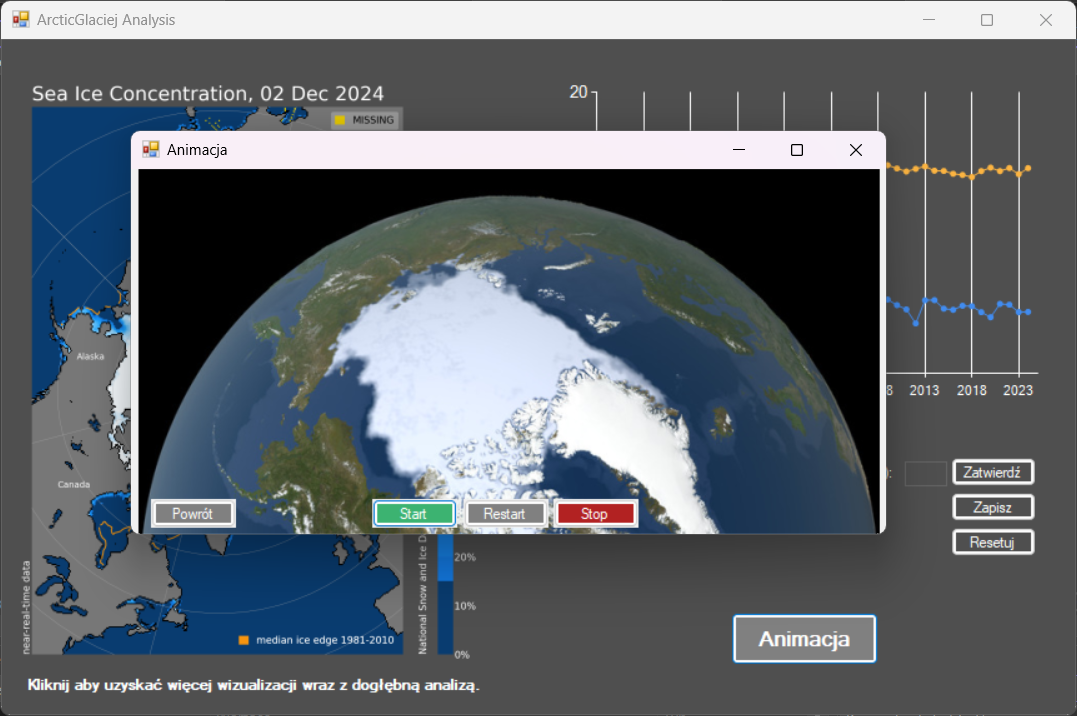 ArcticGlaciej Analysis
Sea Ice Concentration, 02 Dec 2024
MISSING
20
Animacja
Alaska
Canada
2013 2018 2023
Zatwierdź
Zapisz
Resetuj
Powrót Start Restart Stop
near-real-time data
National Snow and Ice D
20%
10%
0%
median ice edge 1981-2010
Animacja
Kliknij aby uzyskać więcej wizualizacji wraz z dogłębną analizą.